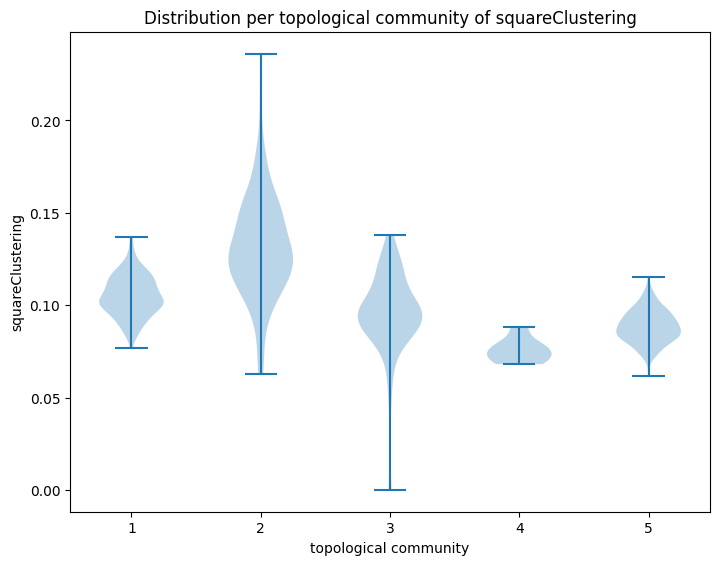 Distribution per topological community of squareClustering
squareClustering
0.20
0.15
0.10
0.05
0.00
1 2 3 4 5
topological community